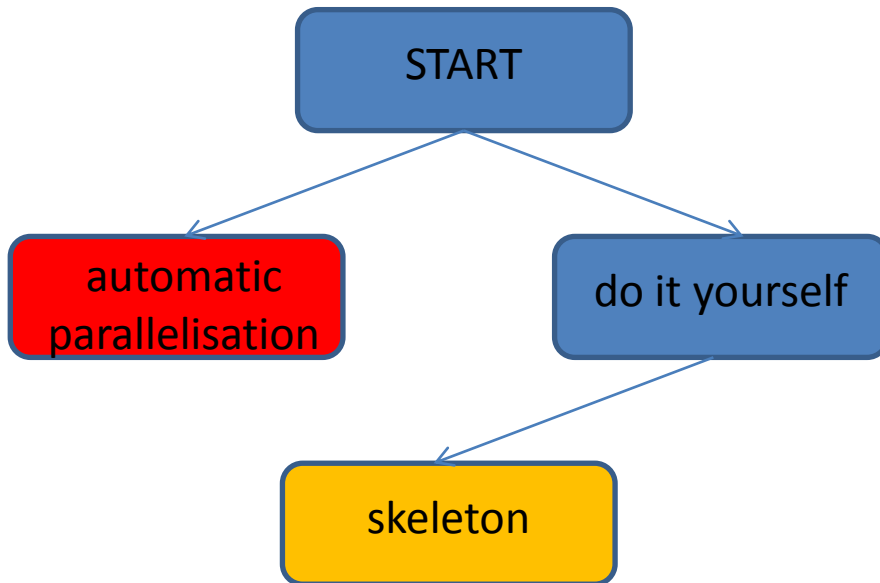 START
automatic
parallelisation
do it yourself
skeleton